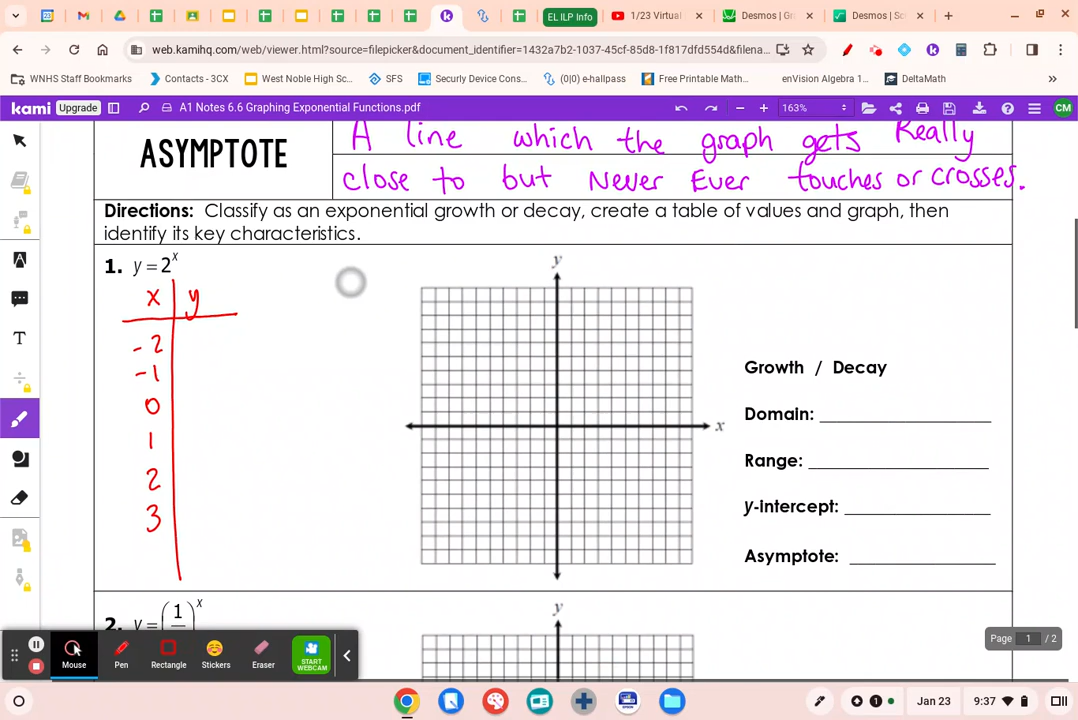 EL ILP Info
1/23 Virtual
Desmos | Gr
Desmos | Sc
web.kamihq.com/web/viewer.html?source=filepicker&document_identifier=1432a7b2-1037-45cf-85d8-1f817dfd554d&filena...
WNHS Staff Bookmarks
Contacts - 3CX
West Noble High Sc...
SFS
Securly Device Cons...
(0|0) e-hallpass
Free Printable Math...
enVision Algebra 1...
DeltaMath
kami
Upgrade
A1 Notes 6.6 Graphing Exponential Functions.pdf
163%
CM
ASYMPTOTE
A line which the graph gets Really
close to but Never Ever touches or crosses.
Directions: Classify as an exponential growth or decay, create a table of values and graph, then
identify its key characteristics.
1. y = 2^x
x y
-2
-1
0
1
2
3
y
x
Growth / Decay
Domain:
Range:
y-intercept:
Asymptote:
2. y = (1
x
y
Page 1 / 2
Mouse
Pen
Rectangle
Stickers
Eraser
START
WEBCAM
1
Jan 23
9:37